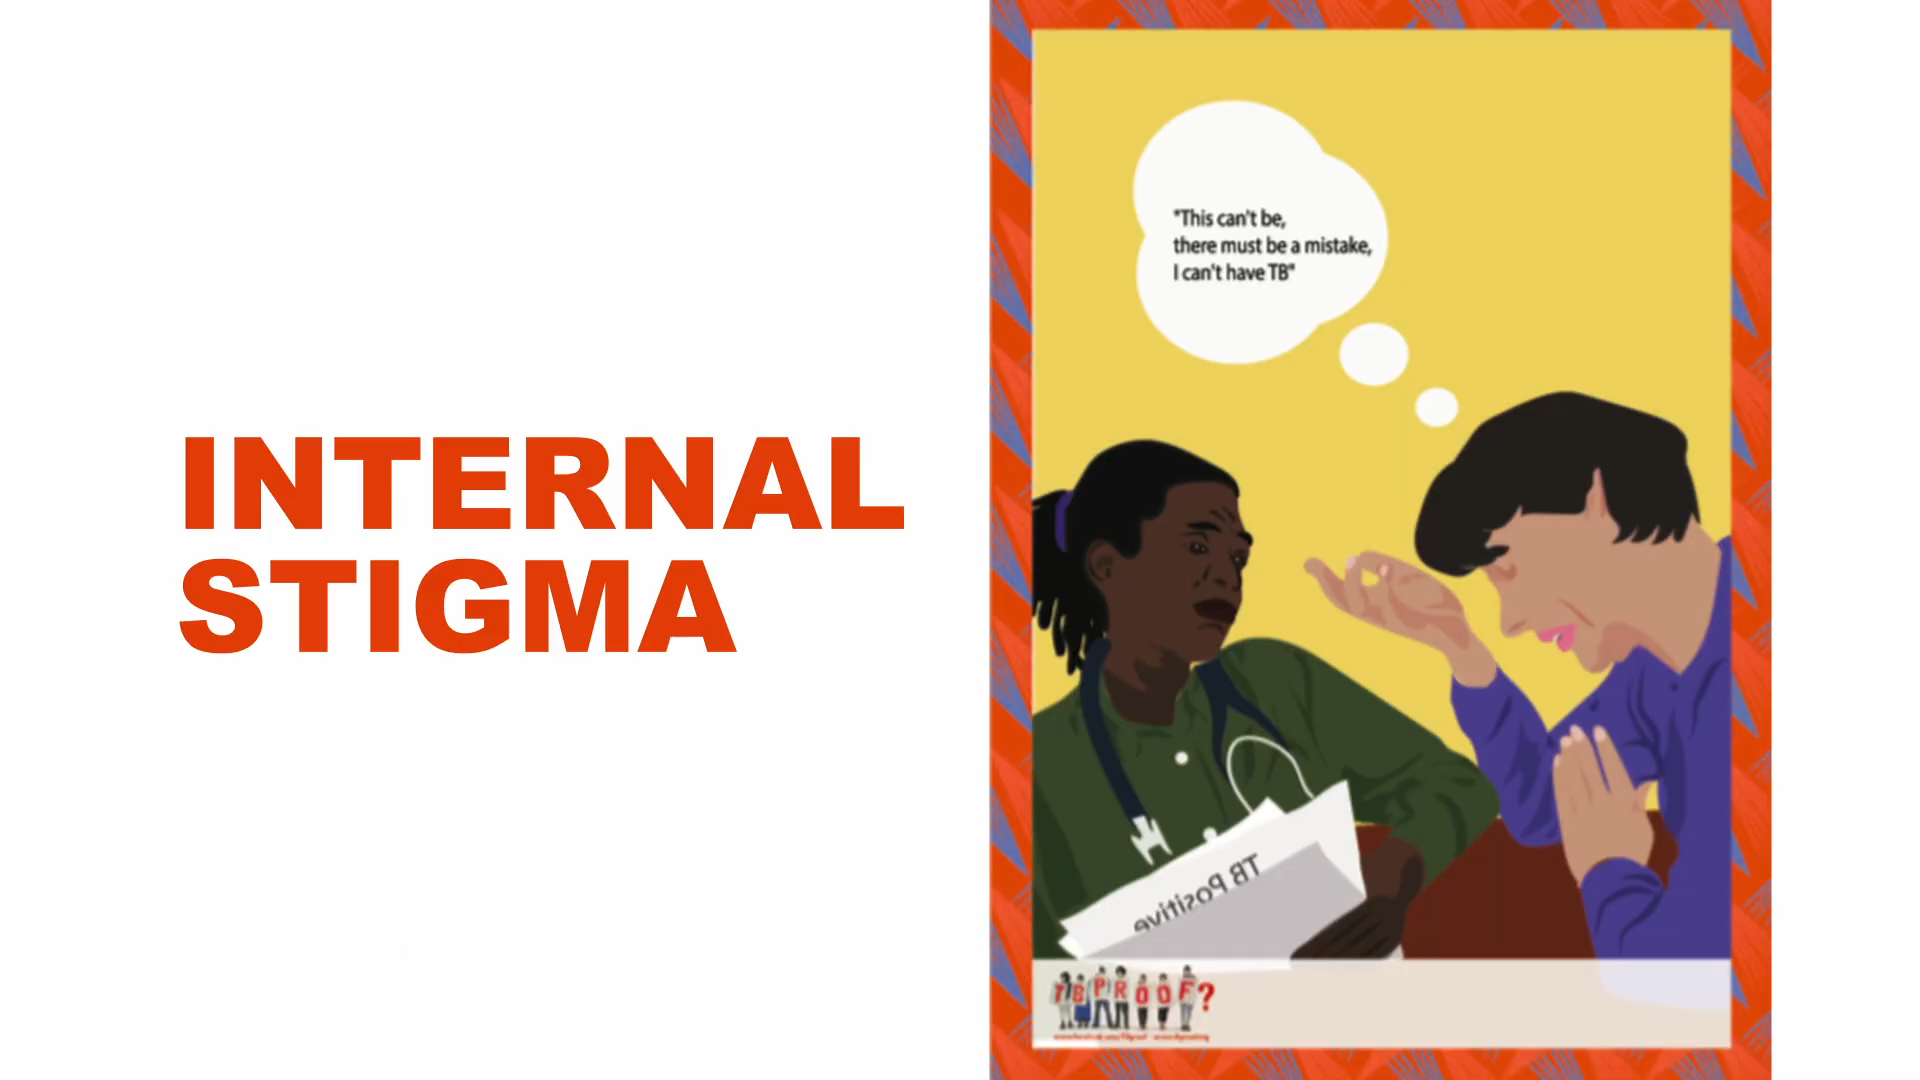 INTERNAL
STIGMA
"This can't be,
there must be a mistake,
I can't have TB"
TB Positive
TB PROOF?